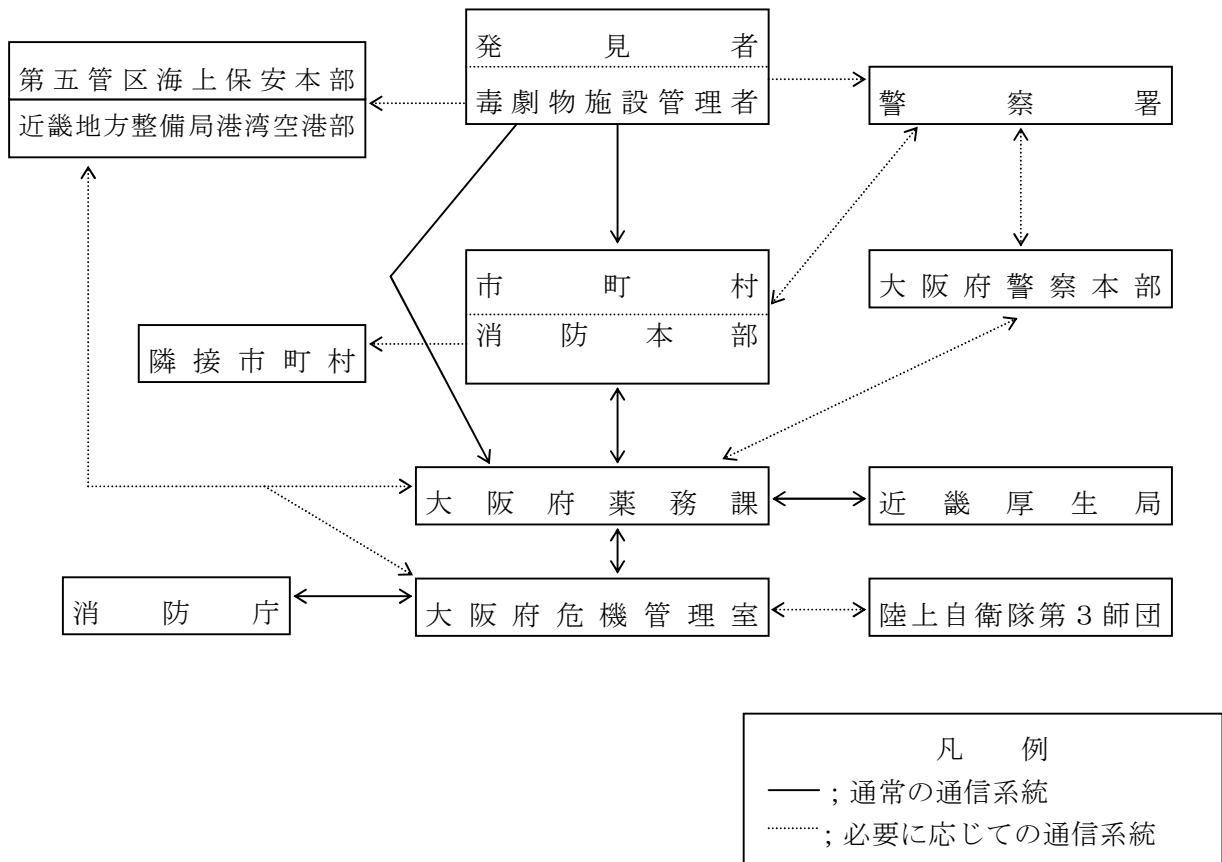 発見者
毒劇物施設管理者
第五管区海上保安本部
近畿地方整備局港湾空港部
警察署
市町村
消防本部
大阪府警察本部
隣接市町村
大阪府薬務課
近畿厚生局
消防庁
大阪府危機管理室
陸上自衛隊第3師団
凡例
;通常の通信系統
;必要に応じての通信系統